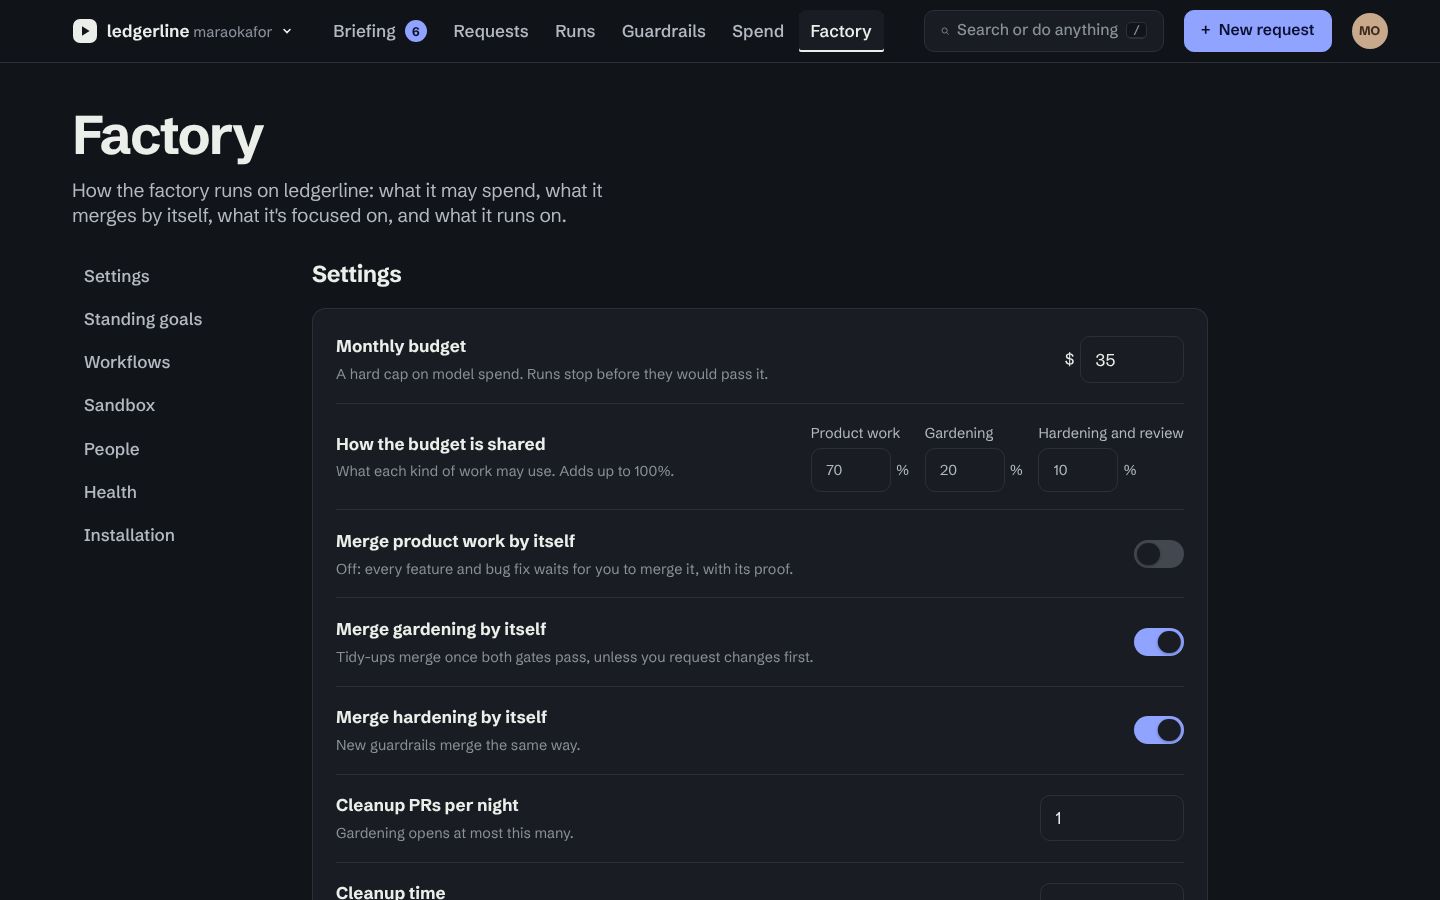 ledgerline maraokafor
Briefing 6 Requests Runs Guardrails Spend Factory
Search or do anything /
+ New request
MO
Factory
How the factory runs on ledgerline: what it may spend, what it
merges by itself, what it's focused on, and what it runs on.
Settings
Standing goals
Workflows
Sandbox
People
Health
Installation
Settings
Monthly budget
A hard cap on model spend. Runs stop before they would pass it.
$ 35
How the budget is shared
What each kind of work may use. Adds up to 100%.
Product work Gardening Hardening and review
70 % 20 % 10 %
Merge product work by itself
Off: every feature and bug fix waits for you to merge it, with its proof.
Merge gardening by itself
Tidy-ups merge once both gates pass, unless you request changes first.
Merge hardening by itself
New guardrails merge the same way.
Cleanup PRs per night
Gardening opens at most this many.
1
Cleanup time